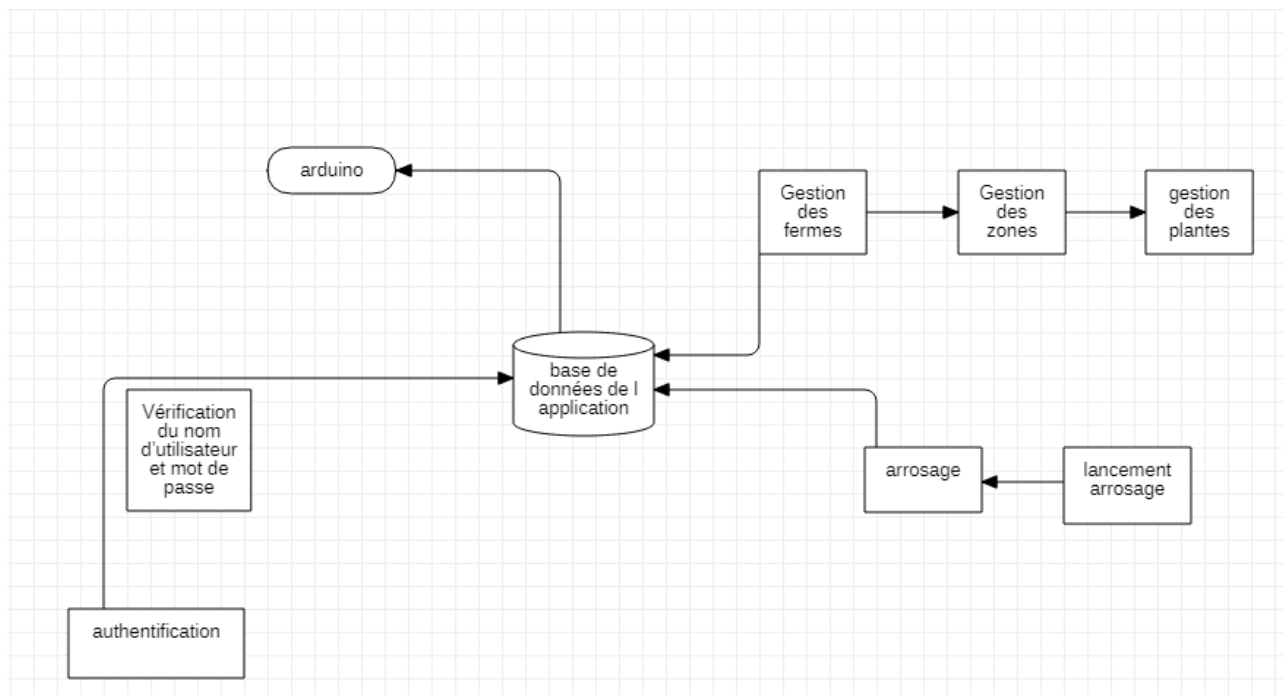 arduino
Gestion
des
fermes
Gestion
des
zones
gestion
des
plantes
base de
données de l
application
Vérification
du nom
d'utilisateur
et mot de
passe
arrosage
lancement
arrosage
authentification